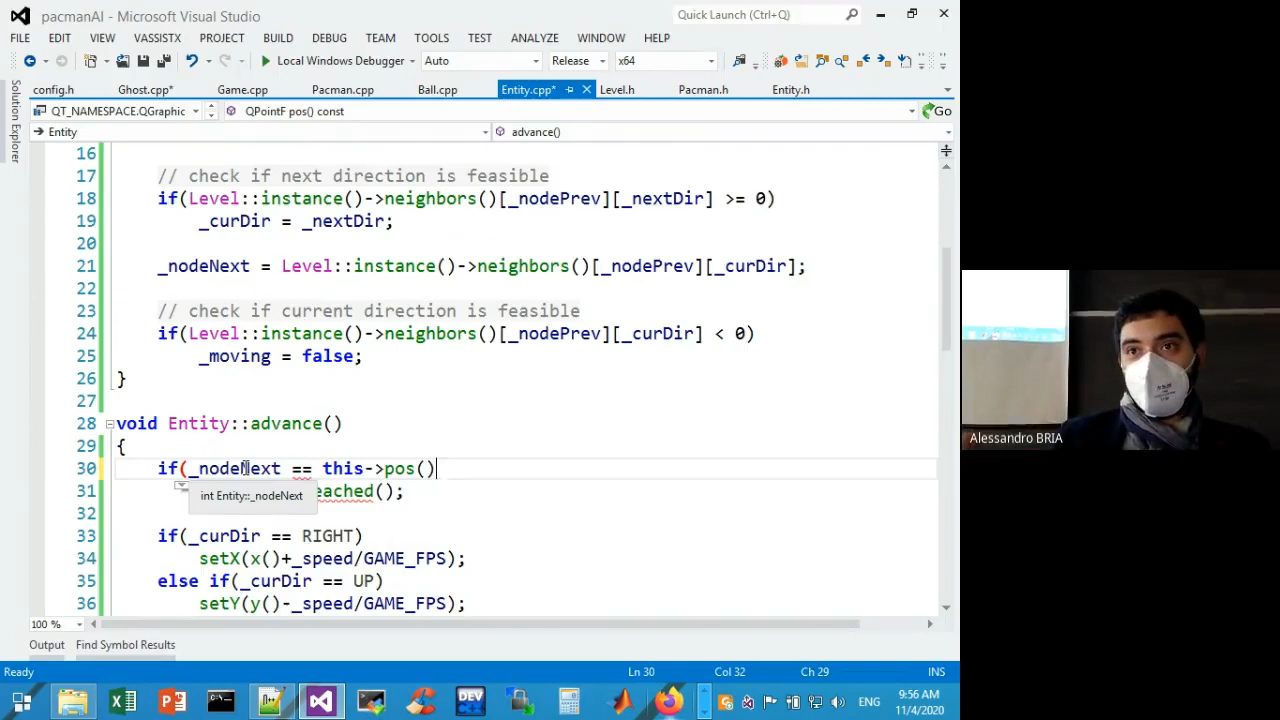 pacmanAI - Microsoft Visual Studio
Quick Launch (Ctrl+Q)
FILE EDIT VIEW VASSISTX PROJECT BUILD DEBUG TEAM TOOLS TEST ANALYZE WINDOW HELP
Local Windows Debugger Auto Release x64
config.h Ghost.cpp* Game.cpp Pacman.cpp Ball.cpp Entity.cpp* Level.h Pacman.h Entity.h
QT_NAMESPACE.QGraphic QPointF pos() const Go
Entity advance()
Solution Explorer
16
17 // check if next direction is feasible
18 if(Level::instance()->neighbors()[_nodePrev][_nextDir] >= 0)
19 _curDir = _nextDir;
20
21 _nodeNext = Level::instance()->neighbors()[_nodePrev][_curDir];
22
23 // check if current direction is feasible
24 if(Level::instance()->neighbors()[_nodePrev][_curDir] < 0)
25 _moving = false;
26 }
27
28 void Entity::advance()
29 {
30 if(_nodeNext == this->pos()
31 eached();
int Entity::_nodeNext
32
33 if(_curDir == RIGHT)
34 setX(x()+_speed/GAME_FPS);
35 else if(_curDir == UP)
36 setY(y()-_speed/GAME_FPS);
100 %
Output Find Symbol Results
Ready Ln 30 Col 32 Ch 29 INS
DEV
ENG
9:56 AM
11/4/2020
Alessandro BRIA